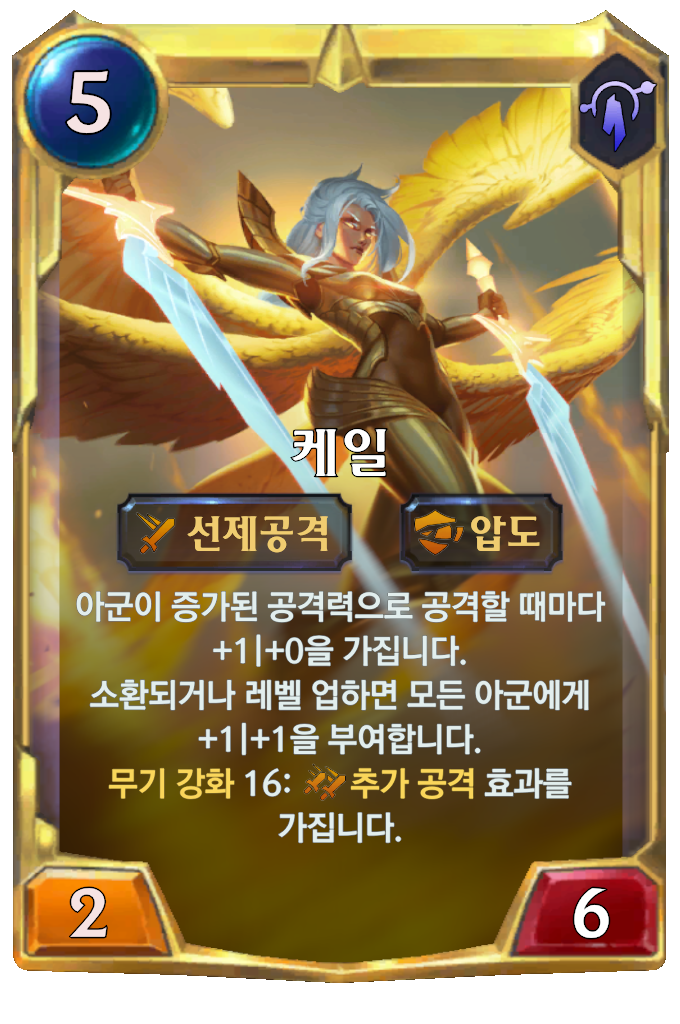 5
케일
선제공격 압도
아군이 증가된 공격력으로 공격할 때마다
+1|+0을 가집니다.
소환되거나 레벨 업하면 모든 아군에게
+1|+1을 부여합니다.
무기 강화 16: 추가 공격 효과를
가집니다.
2 6